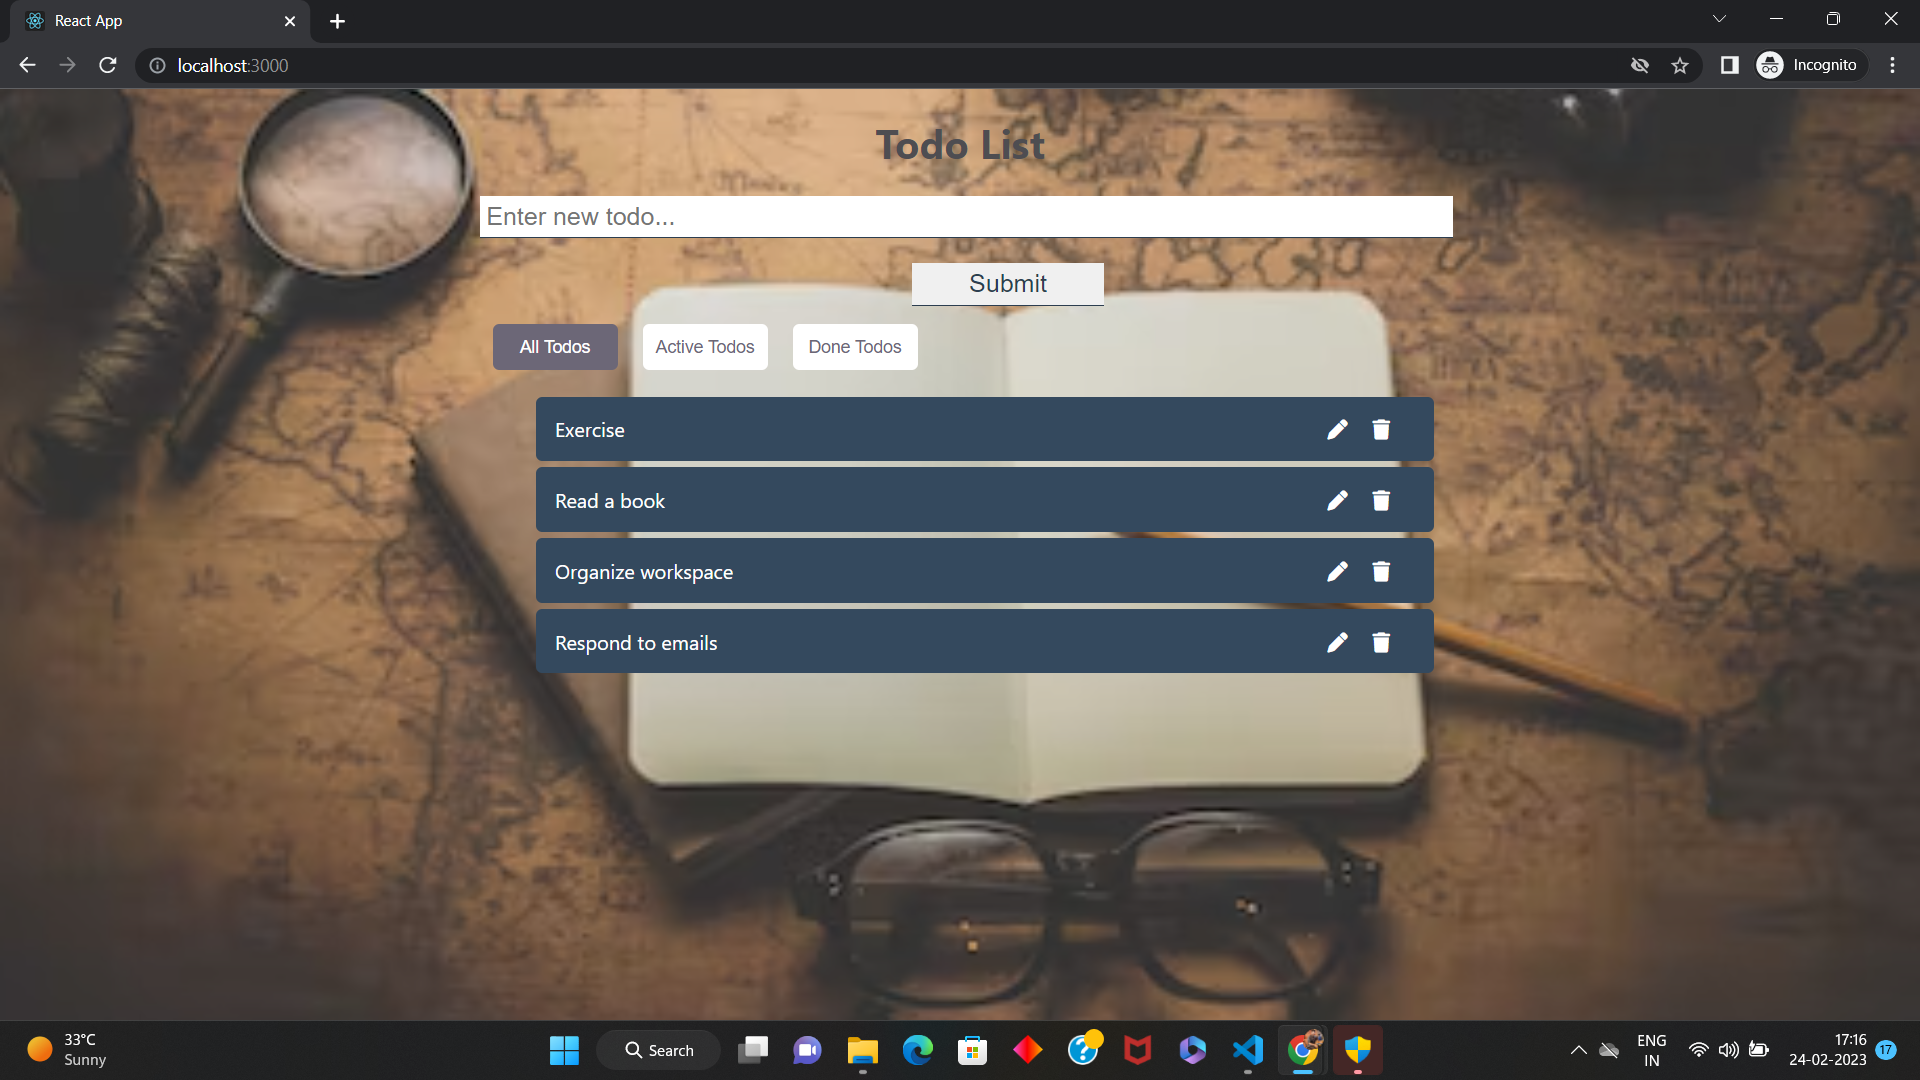 React App
localhost:3000
Incognito
Todo List
Enter new todo...
Submit
All Todos
Active Todos
Done Todos
Exercise
Read a book
Organize workspace
Respond to emails
33°C
Sunny
Search
ENG
IN
17:16
24-02-2023
17